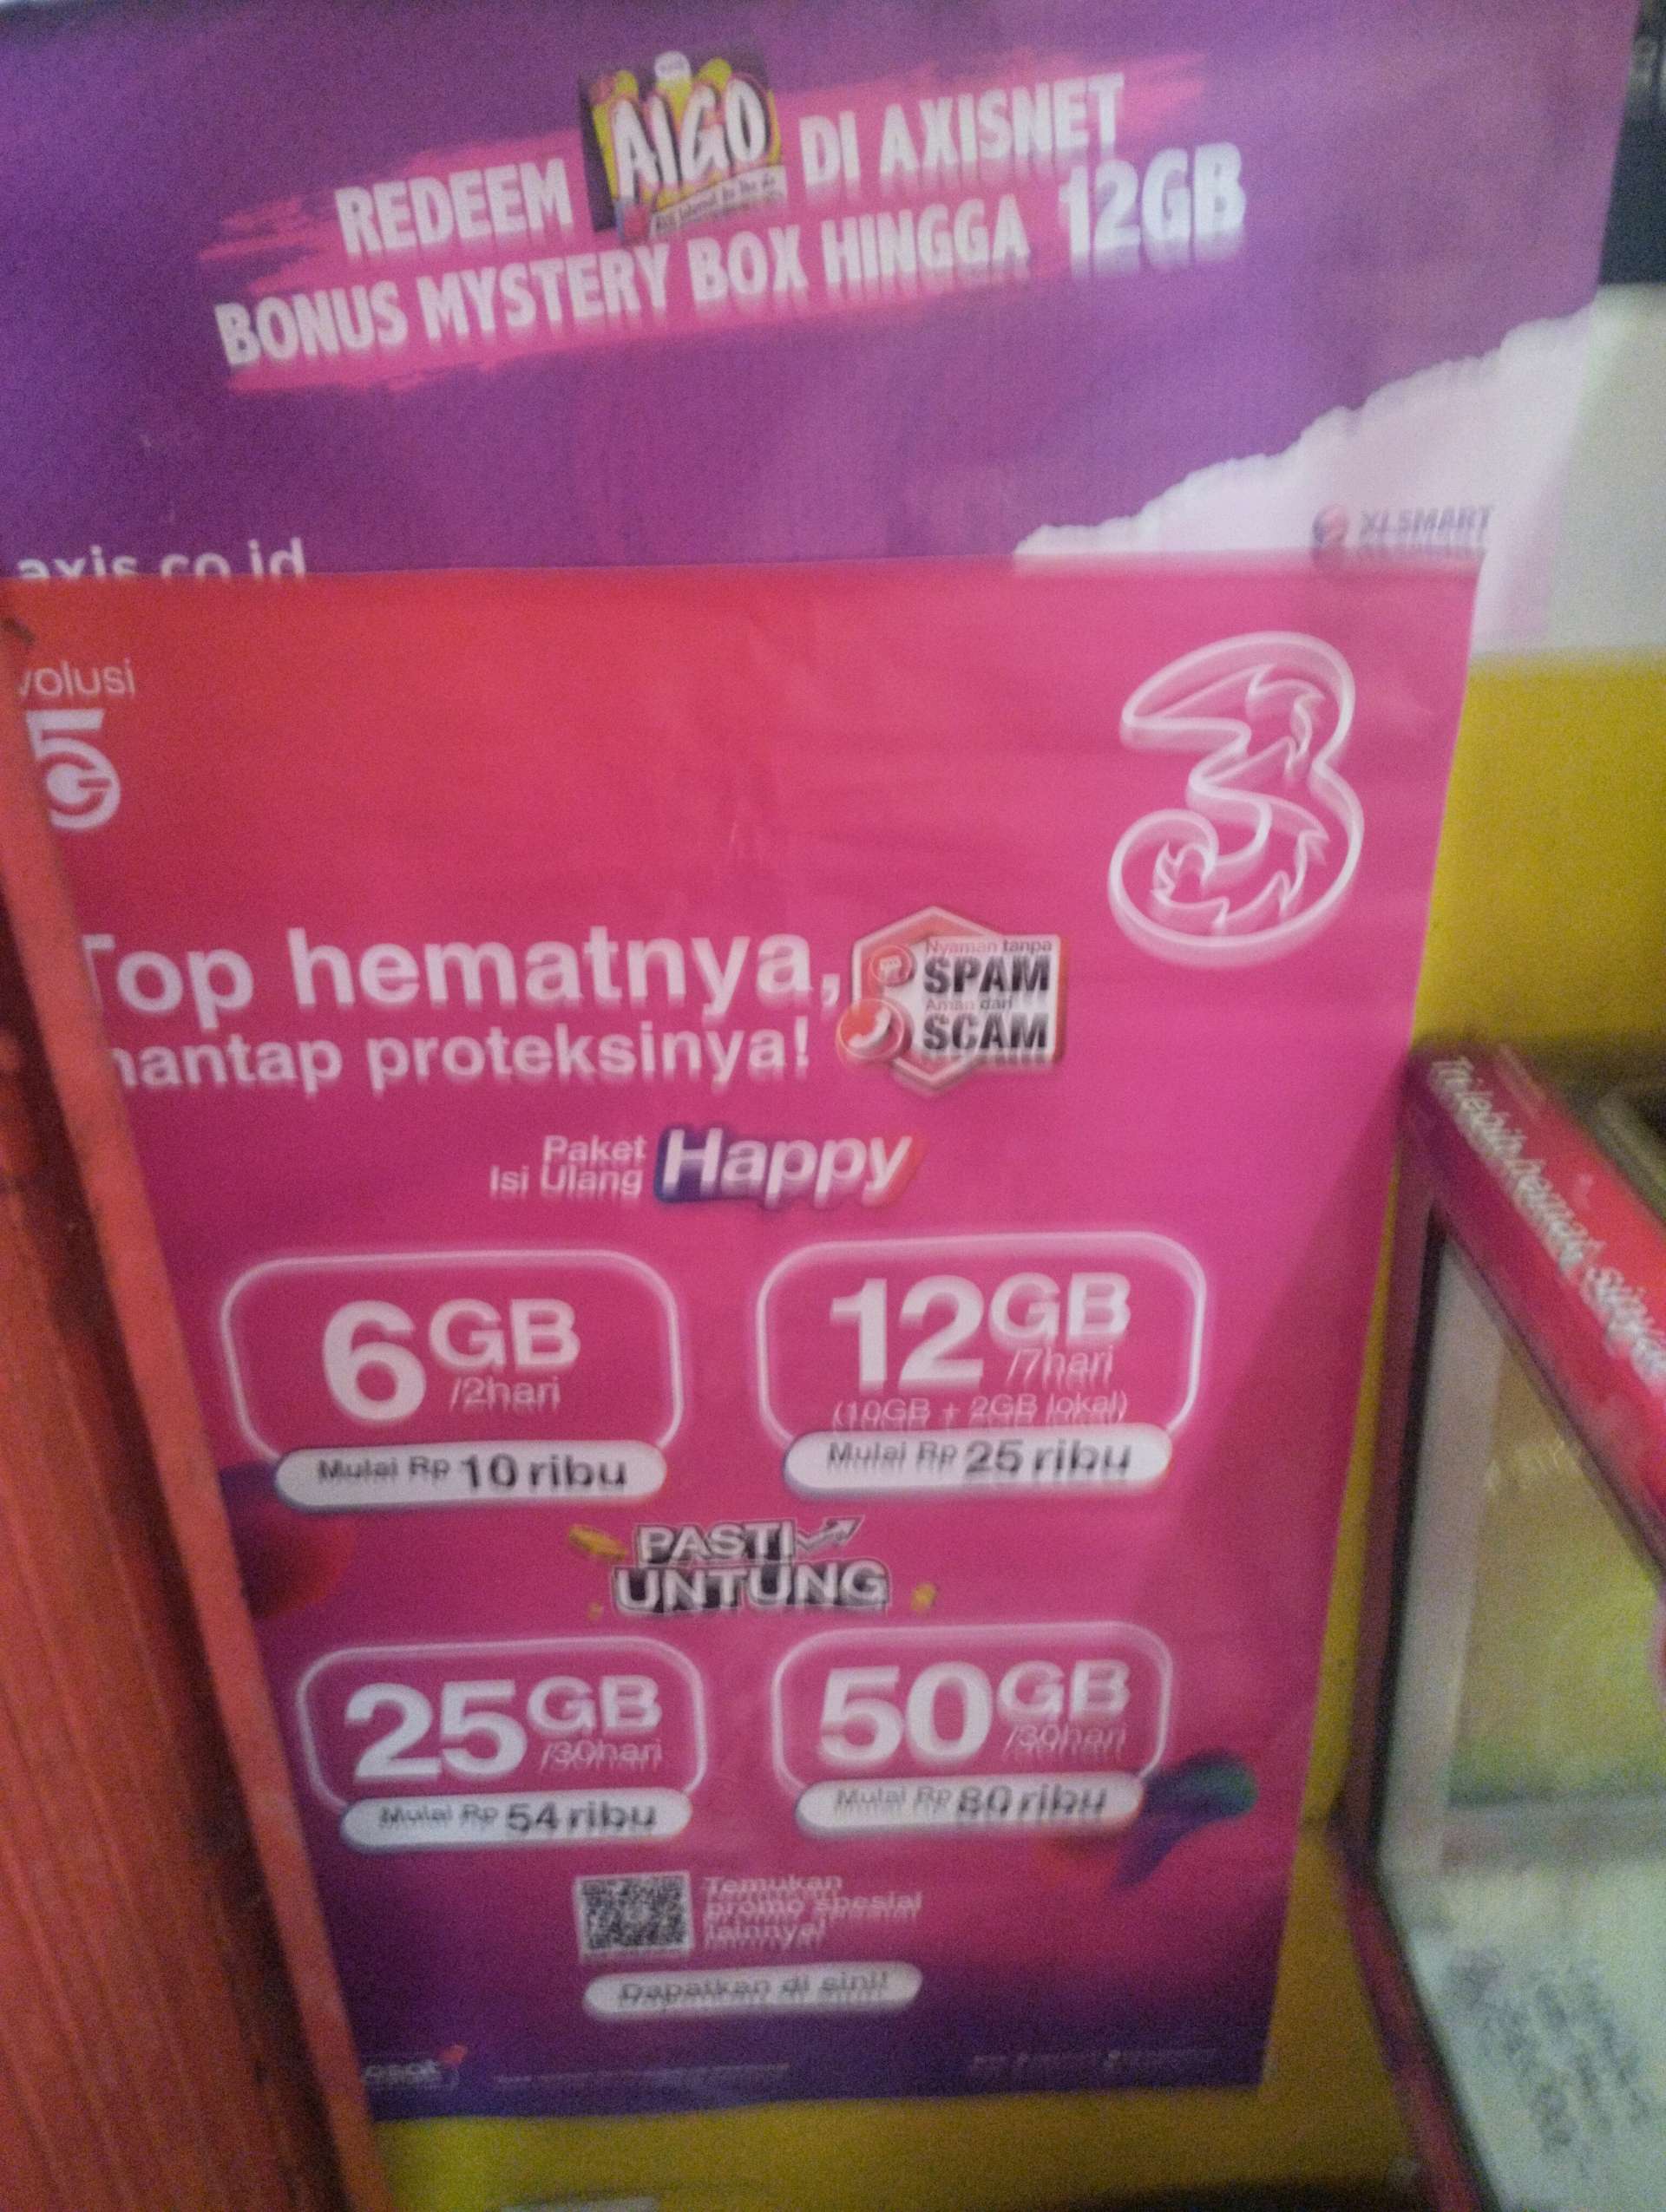 REDEEM AIGO DI AXISNET
BONUS MYSTERY BOX HINGGA 12GB
XLSMART
axis.co.id
volusi
5G
3
Top hematnya,
mantap proteksinya!
Nyaman tanpa
SPAM
Aman dari
SCAM
Paket
Isi Ulang
Happy
6GB
/2hari
Mulai Rp 10 ribu
12GB
/7hari
(10GB + 2GB lokal)
Mulai Rp 25 ribu
PASTI
UNTUNG
25GB
/30hari
Mulai Rp 54 ribu
50GB
/30hari
Mulai Rp 80 ribu
Temukan
promo spesial
lainnya!
Dapatkan di sini!